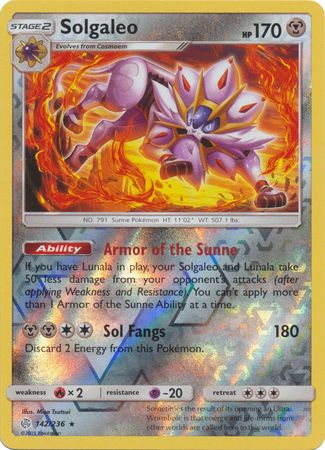 STAGE2 Solgaleo HP 170
Evolves from Cosmoem
NO. 791 Sunne Pokémon HT: 11'02" WT: 507.1 lbs.
Ability Armor of the Sunne
If you have Lunala in play, your Solgaleo and Lunala take
50 less damage from your opponent's attacks (after
applying Weakness and Resistance). You can't apply more
than 1 Armor of the Sunne Ability at a time.
Sol Fangs 180
Discard 2 Energy from this Pokémon.
weakness × 2 resistance -20 retreat
illus. Misa Tsutsui
142/236
Sometimes the result of its opening an Ultra
Wormhole is that energy and life-forms from other
worlds are called here to this world.